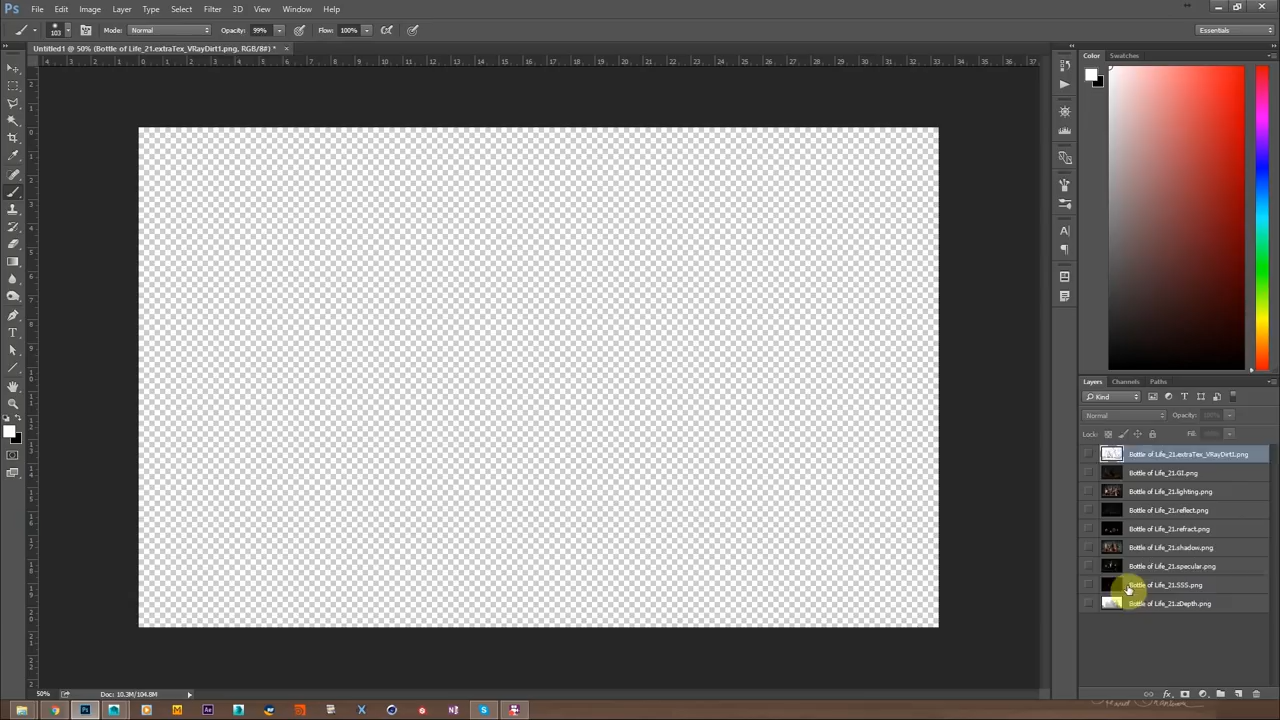 Ps File Edit Image Layer Type Select Filter 3D View Window Help
103 Mode: Normal Opacity: 99% Flow: 100% Essentials
Untitled1 @ 50% (Bottle of Life_21.extraTex_VRayDirt1.png, RGB/8#) * ×
Color Swatches
Layers Channels Paths
Kind
Normal Opacity: 100%
Lock: Fill:
Bottle of Life_21.extraTex_VRayDirt1.png
Bottle of Life_21.GI.png
Bottle of Life_21.lighting.png
Bottle of Life_21.reflect.png
Bottle of Life_21.refract.png
Bottle of Life_21.shadow.png
Bottle of Life_21.specular.png
Bottle of Life_21.SSS.png
Bottle of Life_21.zDepth.png
50% Doc: 10.3M/104.8M